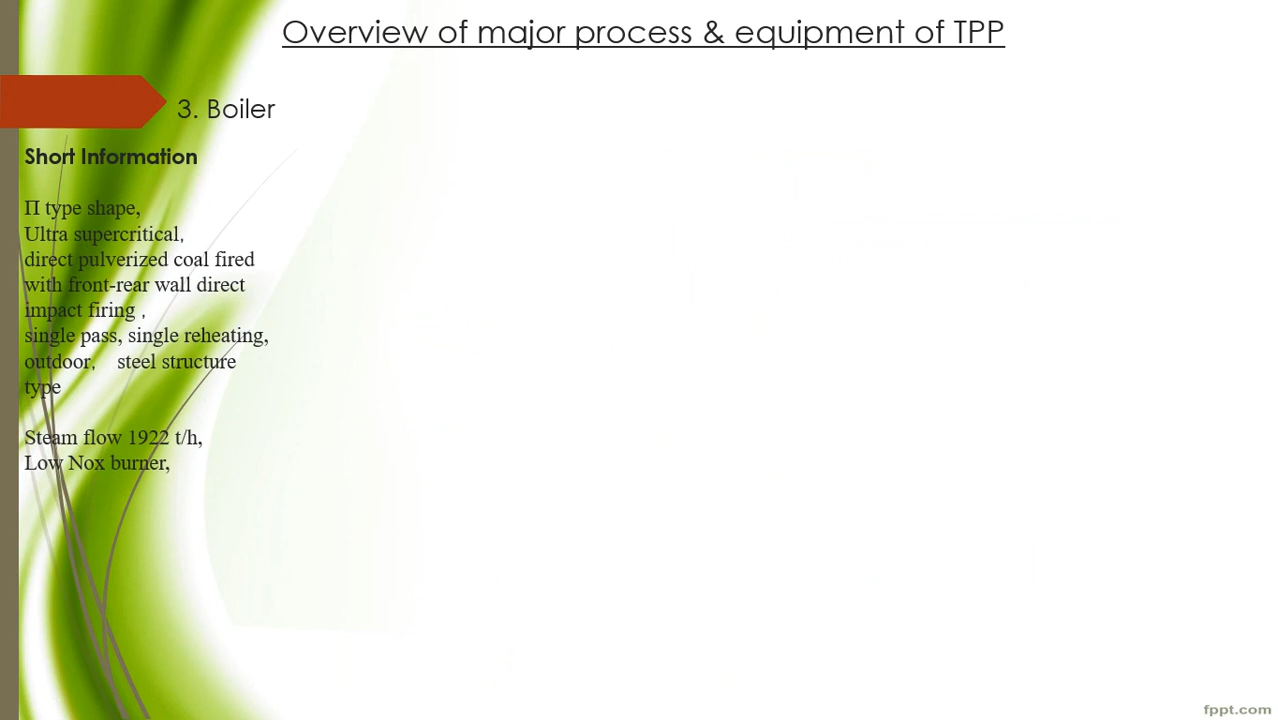 Overview of major process & equipment of TPP
3. Boiler
Short Information
Π type shape,
Ultra supercritical,
direct pulverized coal fired
with front-rear wall direct
impact firing ,
single pass, single reheating,
outdoor, steel structure
type
Steam flow 1922 t/h,
Low Nox burner,
fppt.com